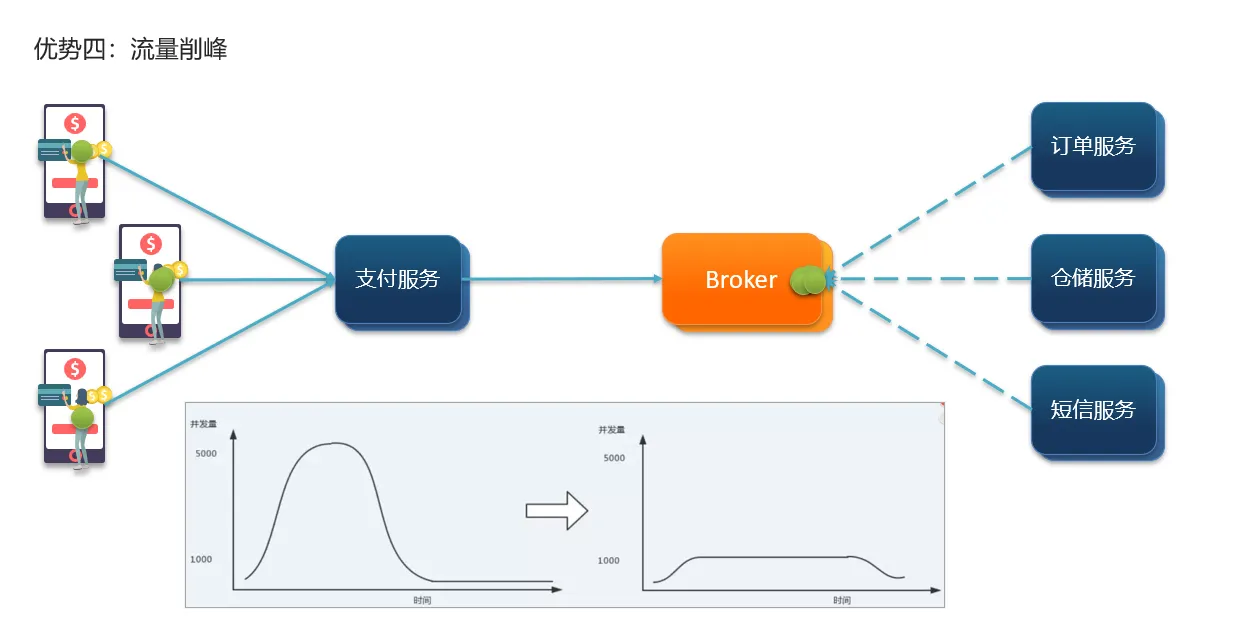 优势四：流量削峰
$
$
$
$
$
$
$
支付服务
Broker
订单服务
仓储服务
短信服务
并发量
5000
1000
时间
并发量
5000
1000
时间